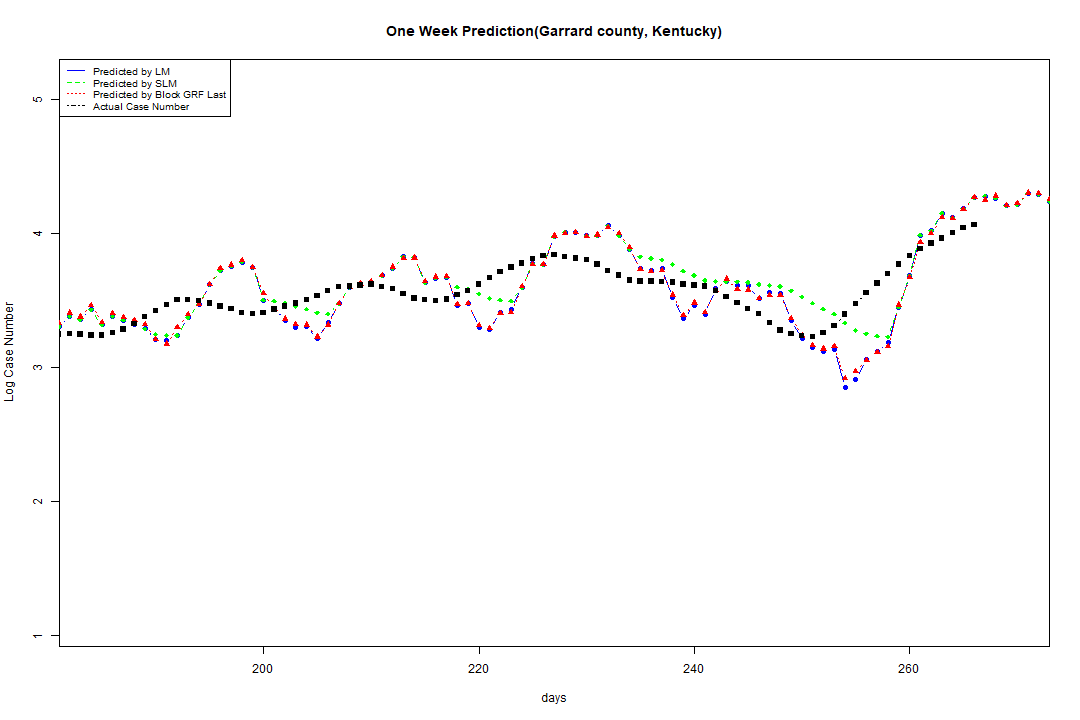 One Week Prediction(Garrard county, Kentucky)
Predicted by LM
Predicted by SLM
Predicted by Block GRF Last
Actual Case Number
5
4
3
2
1
Log Case Number
200 220 240 260
days